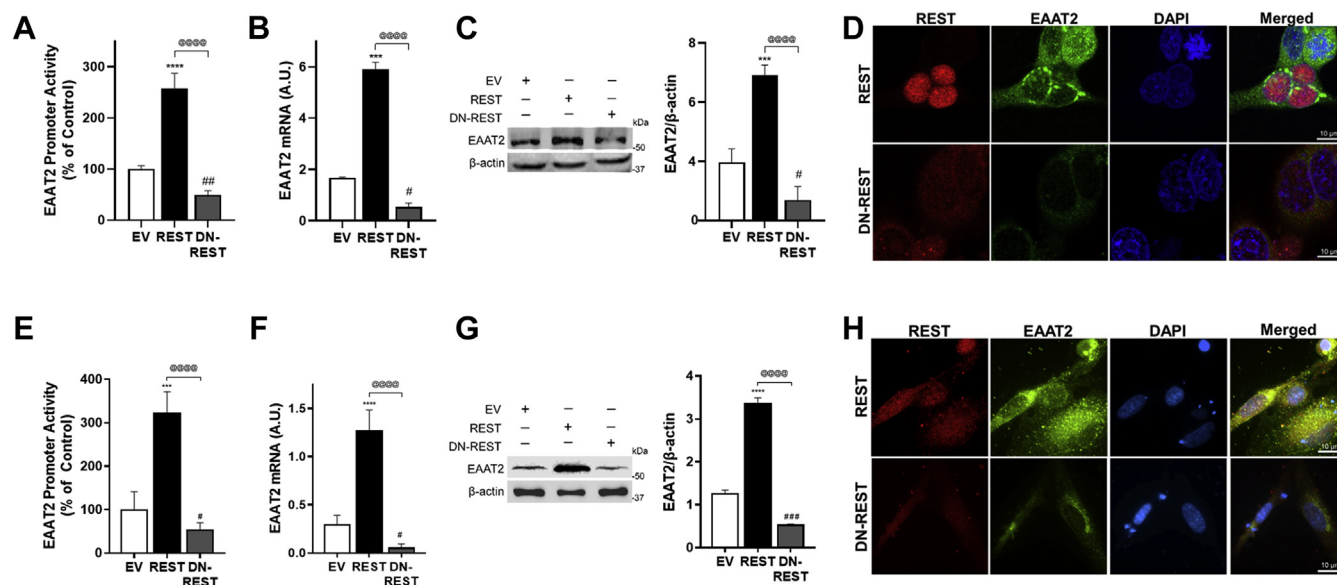 A
EAAT2 Promoter Activity
(% of Control)
300
200
100
0
@@@@
****
##
EV REST DN-
REST
B
EAAT2 mRNA (A.U.)
6
4
2
0
@@@@
***
#
EV REST DN-
REST
C
EV + − −
REST − + −
DN-REST − − +
kDa
EAAT2
-50
β-actin
-37
EAAT2/β-actin
8
4
0
@@@@
***
#
EV REST DN-
REST
D
REST EAAT2 DAPI Merged
REST
10 μm
DN-REST
10 μm
E
EAAT2 Promoter Activity
(% of Control)
400
300
200
100
0
@@@@
***
#
EV REST DN-
REST
F
EAAT2 mRNA (A.U.)
1.5
1.0
0.5
0.0
@@@@
****
#
EV REST DN-
REST
G
EV + − −
REST − + −
DN-REST − − +
kDa
EAAT2
-50
β-actin
-37
EAAT2/β-actin
4
3
1
0
@@@@
****
###
EV REST DN-
REST
H
REST EAAT2 DAPI Merged
REST
10 μm
DN-REST
10 μm